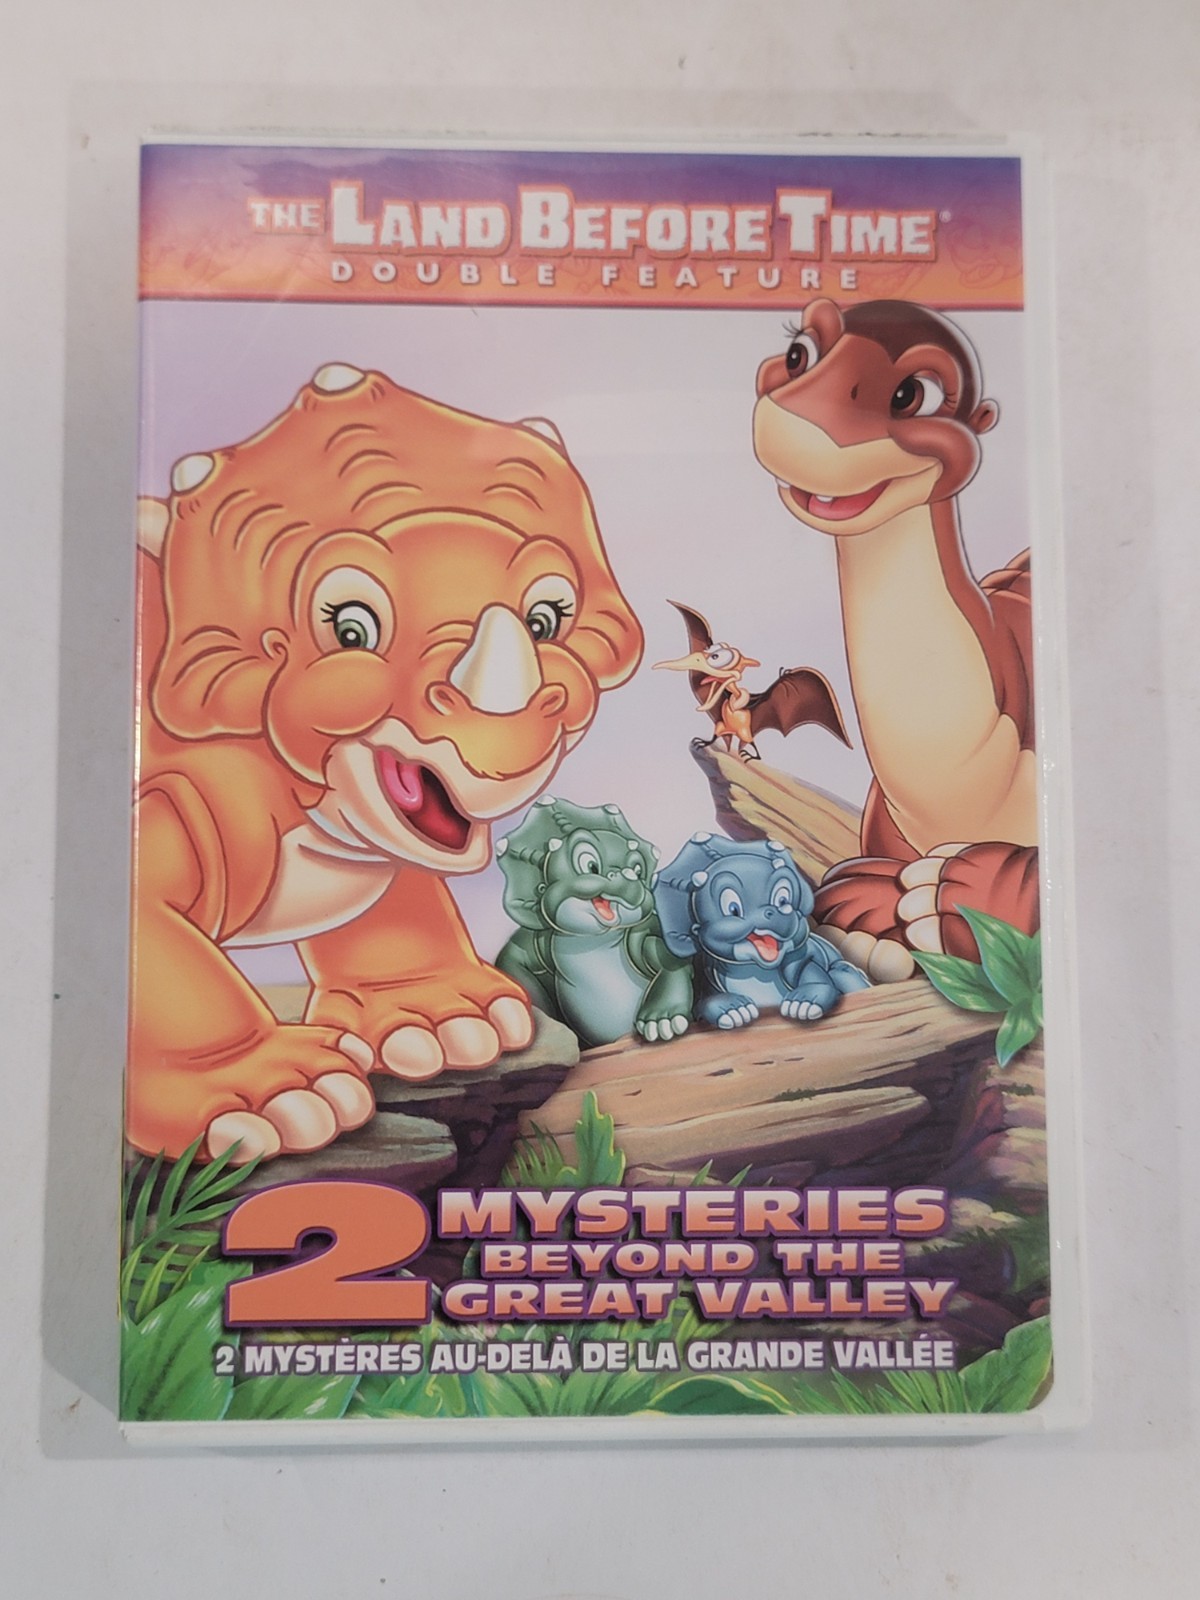 THE LAND BEFORE TIME®
DOUBLE FEATURE
2 MYSTERIES
BEYOND THE
GREAT VALLEY
2 MYSTÈRES AU-DELÀ DE LA GRANDE VALLÉE